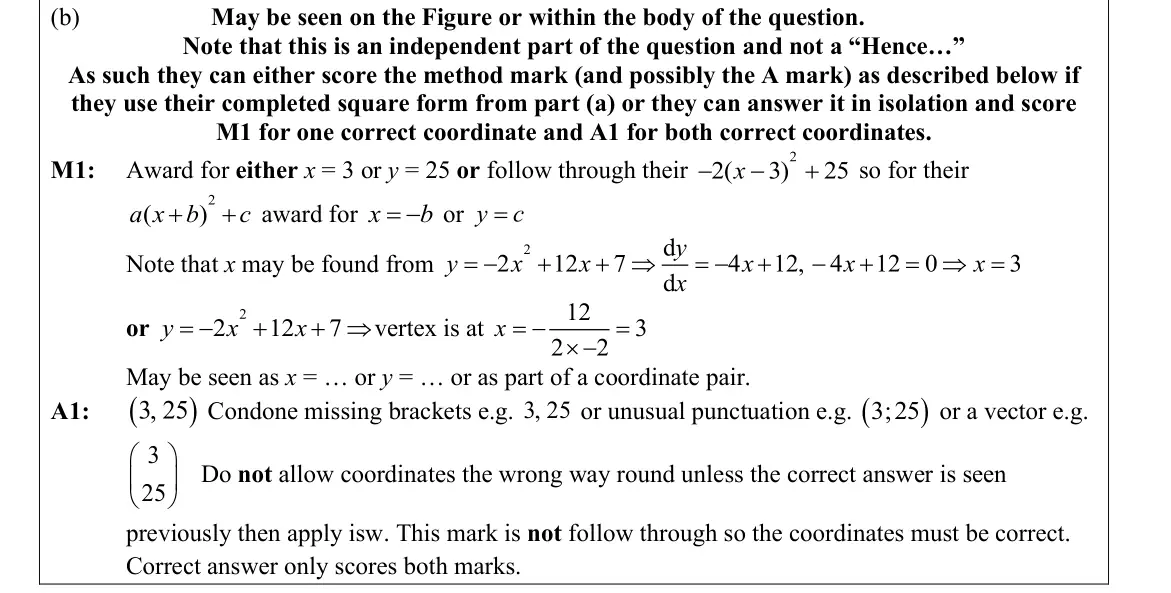 (b) May be seen on the Figure or within the body of the question.
Note that this is an independent part of the question and not a “Hence…”
As such they can either score the method mark (and possibly the A mark) as described below if
they use their completed square form from part (a) or they can answer it in isolation and score
M1 for one correct coordinate and A1 for both correct coordinates.
M1: Award for either x = 3 or y = 25 or follow through their −2(x−3)² + 25 so for their
a(x+b)² + c award for x = −b or y = c
Note that x may be found from y = −2x² + 12x + 7 ⇒ dy/dx = −4x + 12, −4x + 12 = 0 ⇒ x = 3
or y = −2x² + 12x + 7 ⇒ vertex is at x = − 12/(2×−2) = 3
May be seen as x = … or y = … or as part of a coordinate pair.
A1: (3, 25) Condone missing brackets e.g. 3, 25 or unusual punctuation e.g. (3;25) or a vector e.g.
(3
25) Do not allow coordinates the wrong way round unless the correct answer is seen
previously then apply isw. This mark is not follow through so the coordinates must be correct.
Correct answer only scores both marks.